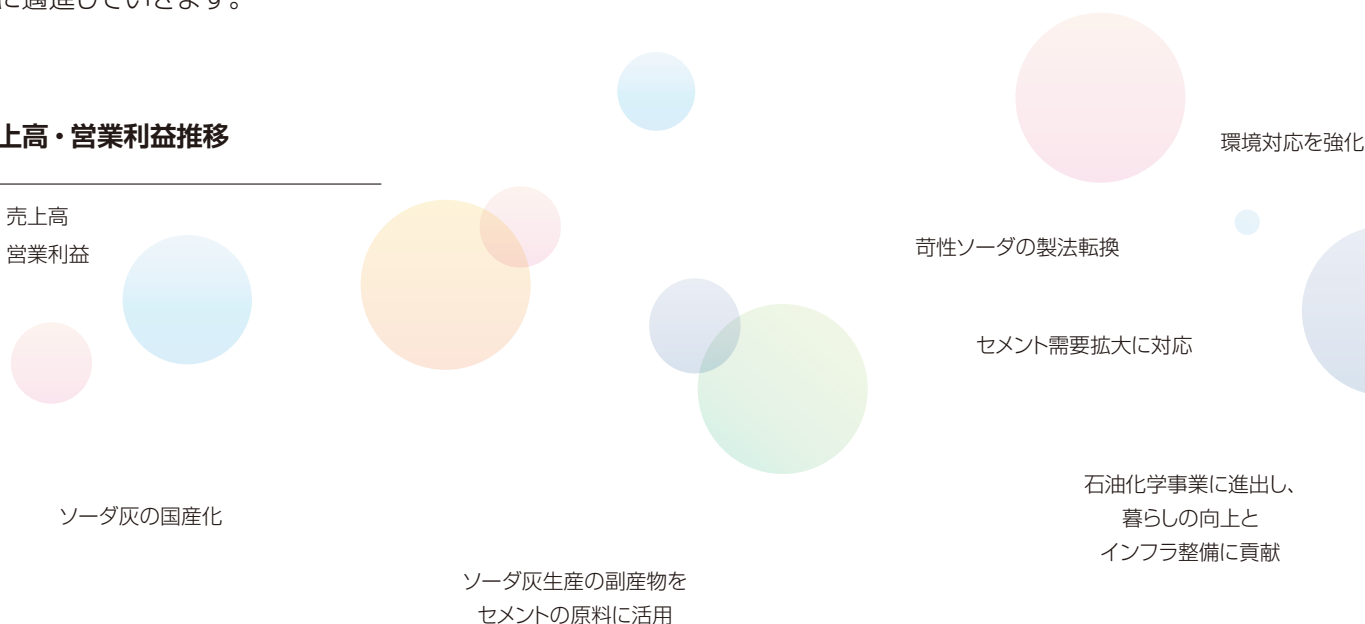 に邁進していきます。
上高・営業利益推移
売上高
営業利益
環境対応を強化
苛性ソーダの製法転換
セメント需要拡大に対応
石油化学事業に進出し、
暮らしの向上と
インフラ整備に貢献
ソーダ灰の国産化
ソーダ灰生産の副産物を
セメントの原料に活用